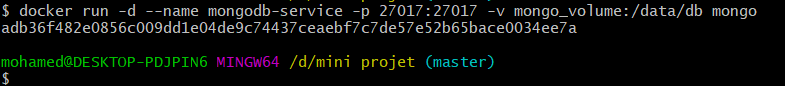 $ docker run -d --name mongodb-service -p 27017:27017 -v mongo_volume:/data/db mongo
adb36f482e0856c009dd1e04de9c74437ceaebf7c7de57e52b65bace0034ee7a
mohamed@DESKTOP-PDJPIN6 MINGW64 /d/mini projet (master)
$